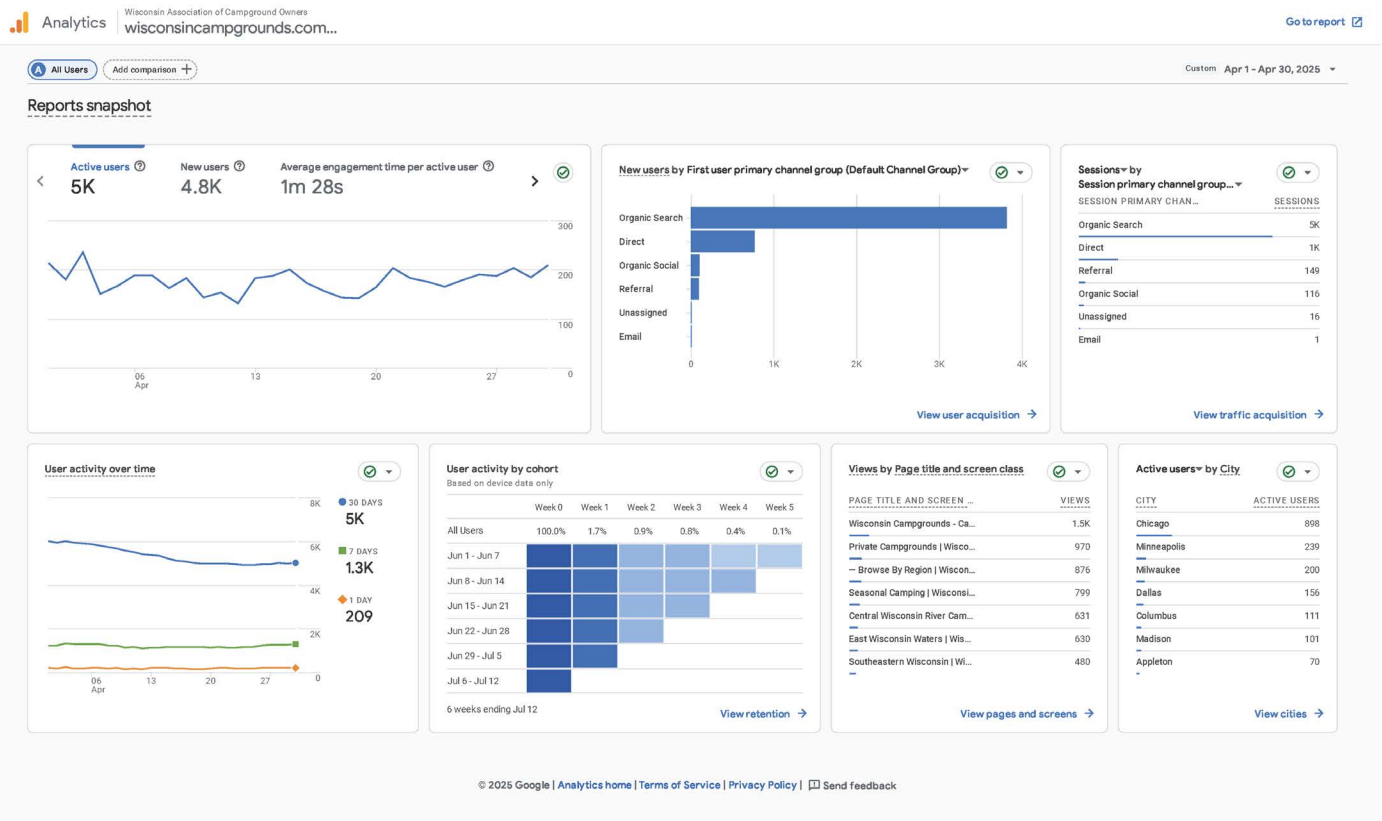 Analytics
Wisconsin Association of Campground Owners
wisconsincampgrounds.com...
Go to report
A All Users
Add comparison
Custom Apr 1 - Apr 30, 2025
Reports snapshot
Active users
5K
New users
4.8K
Average engagement time per active user
1m 28s
300
200
100
0
06
Apr
13
20
27
New users by First user primary channel group (Default Channel Group)
Organic Search
Direct
Organic Social
Referral
Unassigned
Email
0 1K 2K 3K 4K
View user acquisition
Sessions by
Session primary channel group...
SESSION PRIMARY CHAN... SESSIONS
Organic Search 5K
Direct 1K
Referral 149
Organic Social 116
Unassigned 16
Email 1
View traffic acquisition
User activity over time
8K
6K
4K
2K
0
06
Apr
13
20
27
30 DAYS
5K
7 DAYS
1.3K
1 DAY
209
User activity by cohort
Based on device data only
Week 0 Week 1 Week 2 Week 3 Week 4 Week 5
All Users 100.0% 1.7% 0.9% 0.8% 0.4% 0.1%
Jun 1 - Jun 7
Jun 8 - Jun 14
Jun 15 - Jun 21
Jun 22 - Jun 28
Jun 29 - Jul 5
Jul 6 - Jul 12
6 weeks ending Jul 12
View retention
Views by Page title and screen class
PAGE TITLE AND SCREEN ... VIEWS
Wisconsin Campgrounds - Ca... 1.5K
Private Campgrounds | Wisco... 970
– Browse By Region | Wiscon... 876
Seasonal Camping | Wisconsi... 799
Central Wisconsin River Cam... 631
East Wisconsin Waters | Wis... 630
Southeastern Wisconsin | Wi... 480
View pages and screens
Active users by City
CITY ACTIVE USERS
Chicago 898
Minneapolis 239
Milwaukee 200
Dallas 156
Columbus 111
Madison 101
Appleton 70
View cities
© 2025 Google | Analytics home | Terms of Service | Privacy Policy | Send feedback